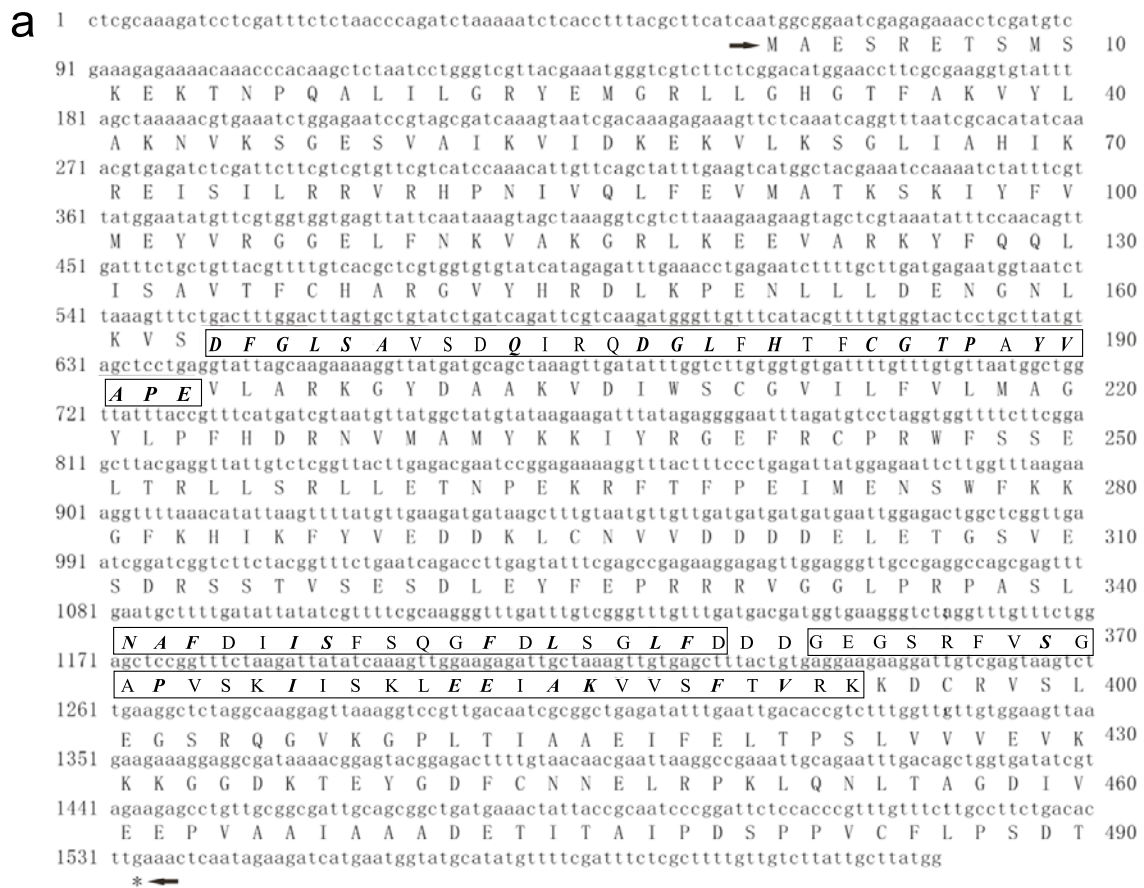 a
1 ctcgcaaagatcctcgatttctctaacccagatctaaaaatctcacctttacgcttcatcaatggcggaatcgagagaaacctcgatgtc
M A E S R E T S M S 10
91 gaaagagaaaacaaacccacaagctctaatcctgggtcgttacgaaatgggtcgtcttctcggacatggaaccttcgcgaaggtgtattt
K E K T N P Q A L I L G R Y E M G R L L G H G T F A K V Y L 40
181 agctaaaaacgtgaaatctggagaatccgtagcgatcaaagtaatcgacaaagagaaagttctcaaatcaggtttaatcgcacatatcaa
A K N V K S G E S V A I K V I D K E K V L K S G L I A H I K 70
271 acgtgagatctcgattcttcgtcgtgttcgtcatccaaacattgttcagctatttgaagtcatggctacgaaatccaaaatctatttcgt
R E I S I L R R V R H P N I V Q L F E V M A T K S K I Y F V 100
361 tatggaatatgttcgtggtggtgagttattcaataaagtagctaaaggtcgtcttaaagaagaagtagctcgtaaatatttccaacagtt
M E Y V R G G E L F N K V A K G R L K E E V A R K Y F Q Q L 130
451 gatttctgctgttacgttttgtcacgctcgtggtgtgtatcatagagatttgaaacctgagaatcttttgcttgatgagaatggtaatct
I S A V T F C H A R G V Y H R D L K P E N L L L D E N G N L 160
541 taaagtttctgactttggacttagtgctgtatctgatcagattcgtcaagatgggttgtttcatacgttttgtggtactcctgcttatgt
K V S D F G L S A V S D Q I R Q D G L F H T F C G T P A Y V 190
631 agctcctgaggtattagcaagaaaaggttatgatgcagctaaagttgatatttggtcttgtggtgtgattttgtttgtgttaatggctgg
A P E V L A R K G Y D A A K V D I W S C G V I L F V L M A G 220
721 ttatttaccgtttcatgatcgtaatgttatggctatgtataagaagatttatagaggggaatttagatgtcctaggtggttttcttcgga
Y L P F H D R N V M A M Y K K I Y R G E F R C P R W F S S E 250
811 gcttacgaggttattgtctcggttacttgagacgaatccggagaaaaggtttactttccctgagattatggagaattcttggtttaagaa
L T R L L S R L L E T N P E K R F T F P E I M E N S W F K K 280
901 aggttttaaacatattaagttttatgttgaagatgataagctttgtaatgttgttgatgatgatgatgaattggagactggctcggttga
G F K H I K F Y V E D D K L C N V V D D D D E L E T G S V E 310
991 atcggatcggtcttctacggtttctgaatcagaccttgagtatttcgagccgagaaggagagttggagggttgccgaggccagcgagttt
S D R S S T V S E S D L E Y F E P R R R V G G L P R P A S L 340
1081 gaatgcttttgatattatatcgttttcgcaagggtttgatttgtcgggtttgtttgatgacgatggtgaagggtctaggtttgtttctgg
N A F D I I S F S Q G F D L S G L F D D D G E G S R F V S G 370
1171 agctccggtttctaagattatatcaaagttggaagagattgctaaagttgtgagctttactgtgaggaagaaggattgtcgagtaagtct
A P V S K I I S K L E E I A K V V S F T V R K K D C R V S L 400
1261 tgaaggctctaggcaaggagttaaaggtccgttgacaatcgcggctgagatatttgaattgacaccgtctttggttgttgtggaagttaa
E G S R Q G V K G P L T I A A E I F E L T P S L V V V E V K 430
1351 gaagaaaggaggcgataaaacggagtacggagacttttgtaacaacgaattaaggccgaaattgcagaatttgacagctggtgatatcgt
K K G G D K T E Y G D F C N N E L R P K L Q N L T A G D I V 460
1441 agaagagcctgttgcggcgattgcagcggctgatgaaactattaccgcaatcccggattctccacccgtttgtttcttgccttctgacac
E E P V A A I A A A D E T I T A I P D S P P V C F L P S D T 490
1531 ttgaaactcaatagaagatcatgaatggtatgcatatgttttcgatttctcgcttttgttgtcttattgcttatgg
*